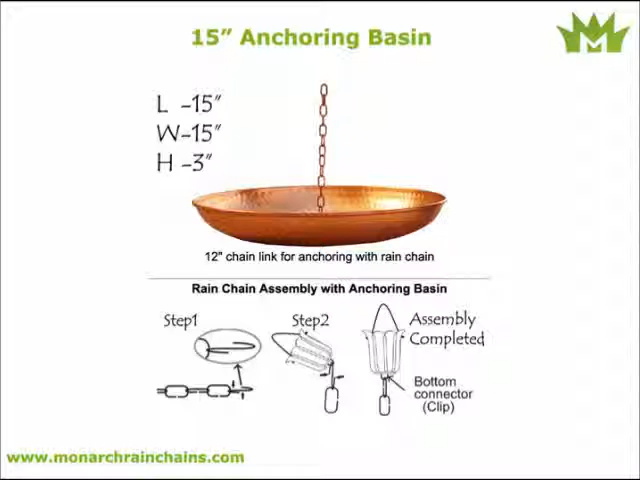 15” Anchoring Basin
L -15”
W-15”
H -3”
12" chain link for anchoring with rain chain
Rain Chain Assembly with Anchoring Basin
Step1
Step2
Assembly
Completed
Bottom
connector
(Clip)
www.monarchrainchains.com